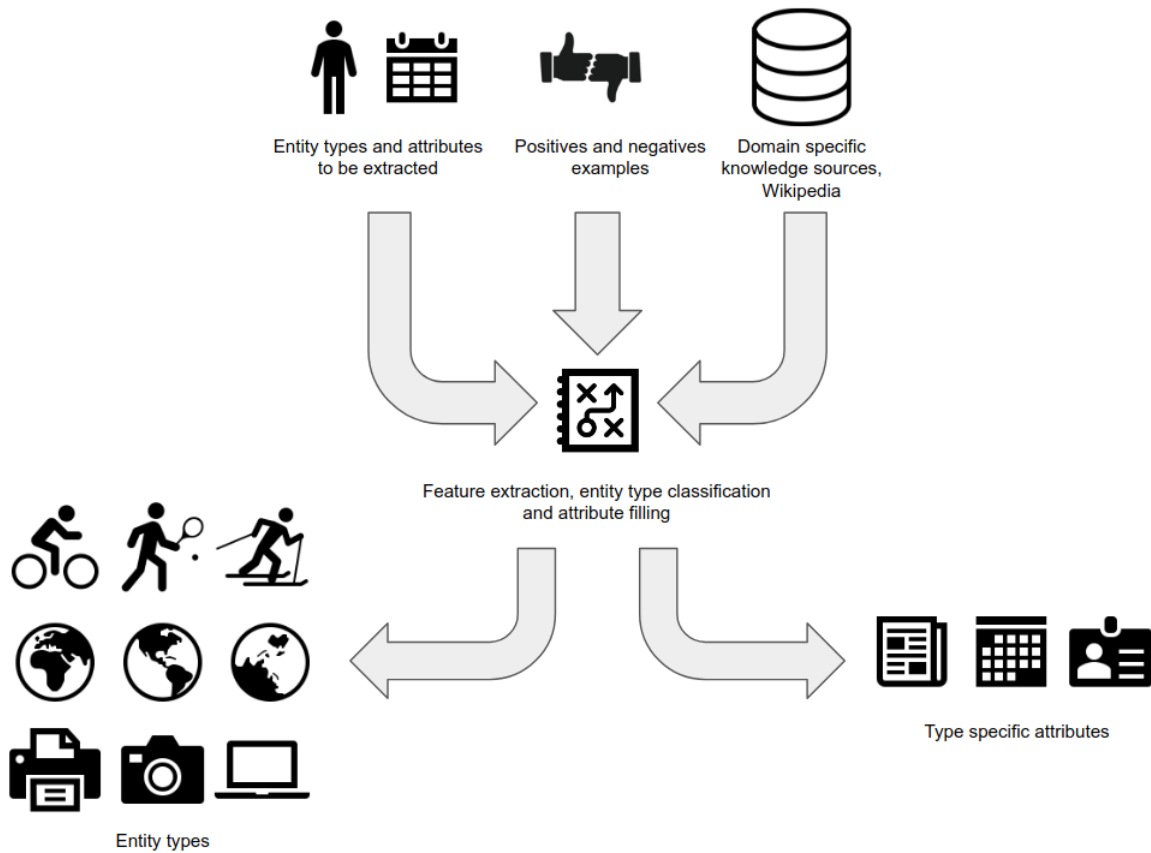 Entity types and attributes
to be extracted
Positives and negatives
examples
Domain specific
knowledge sources,
Wikipedia
Feature extraction, entity type classification
and attribute filling
Type specific attributes
Entity types